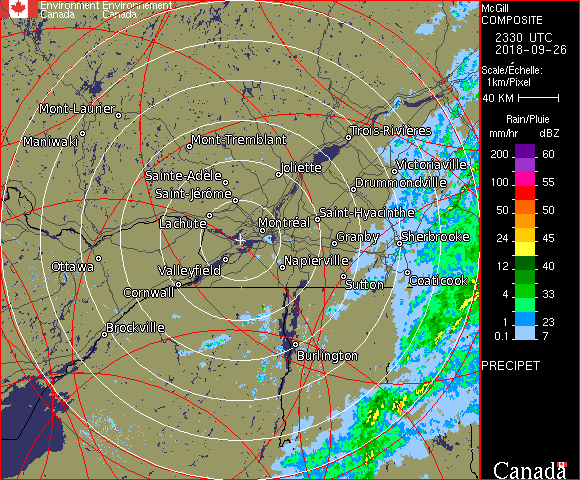 Environment Environnement
Canada Canada
McGill
COMPOSITE
2330 UTC
2018-09-26
Scale/Échelle:
1km/Pixel
40 KM
Rain/Pluie
mm/hr dBZ
200 60
150 57
100 55
50 50
24 45
12 40
4 33
1 23
0.1 7
PRECIPET
Canada
Mont-Laurier
Maniwaki
Mont-Tremblant
Trois-Rivières
Sainte-Adèle
Joliette
Victoriaville
Saint-Jérôme
Drummondville
Lachute
Montréal
Saint-Hyacinthe
Granby
Sherbrooke
Ottawa
Valleyfield
Napierville
Cornwall
Sutton
Coaticook
Brockville
Burlington